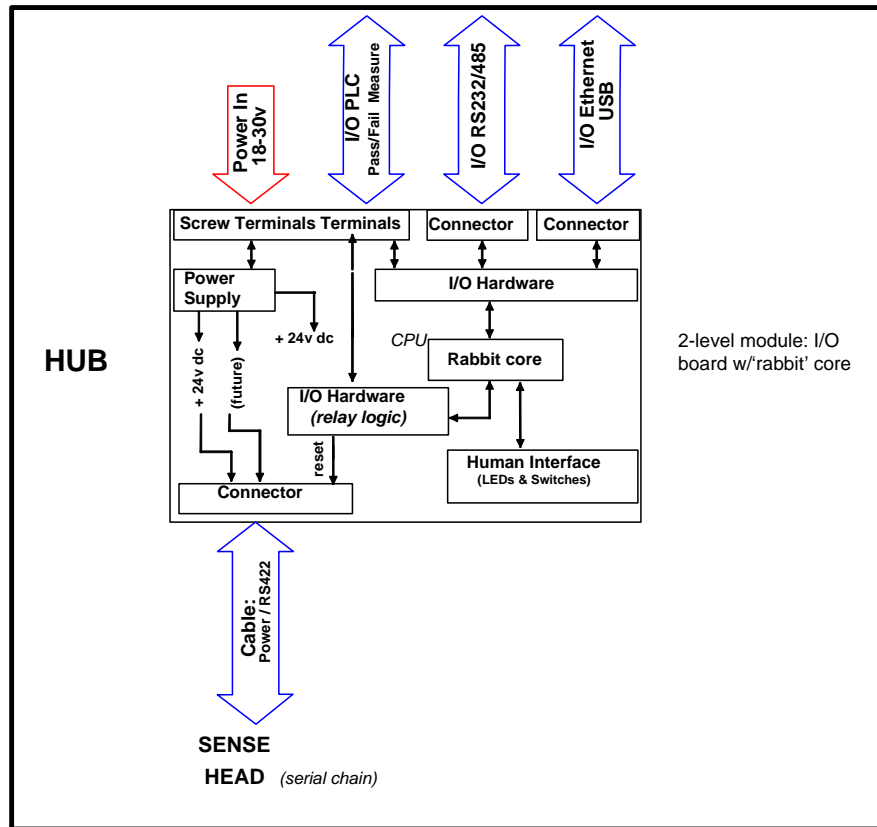 Power In
18-30v
I/O PLC
Pass/Fail Measure
I/O RS232/485
I/O Ethernet
USB
Screw Terminals Terminals
Connector
Connector
Power
Supply
I/O Hardware
+ 24v dc
CPU
Rabbit core
HUB
2-level module: I/O
board w/'rabbit' core
+ 24v dc
(future)
I/O Hardware
(relay logic)
reset
Human Interface
(LEDs & Switches)
Connector
Cable:
Power / RS422
SENSE
HEAD (serial chain)